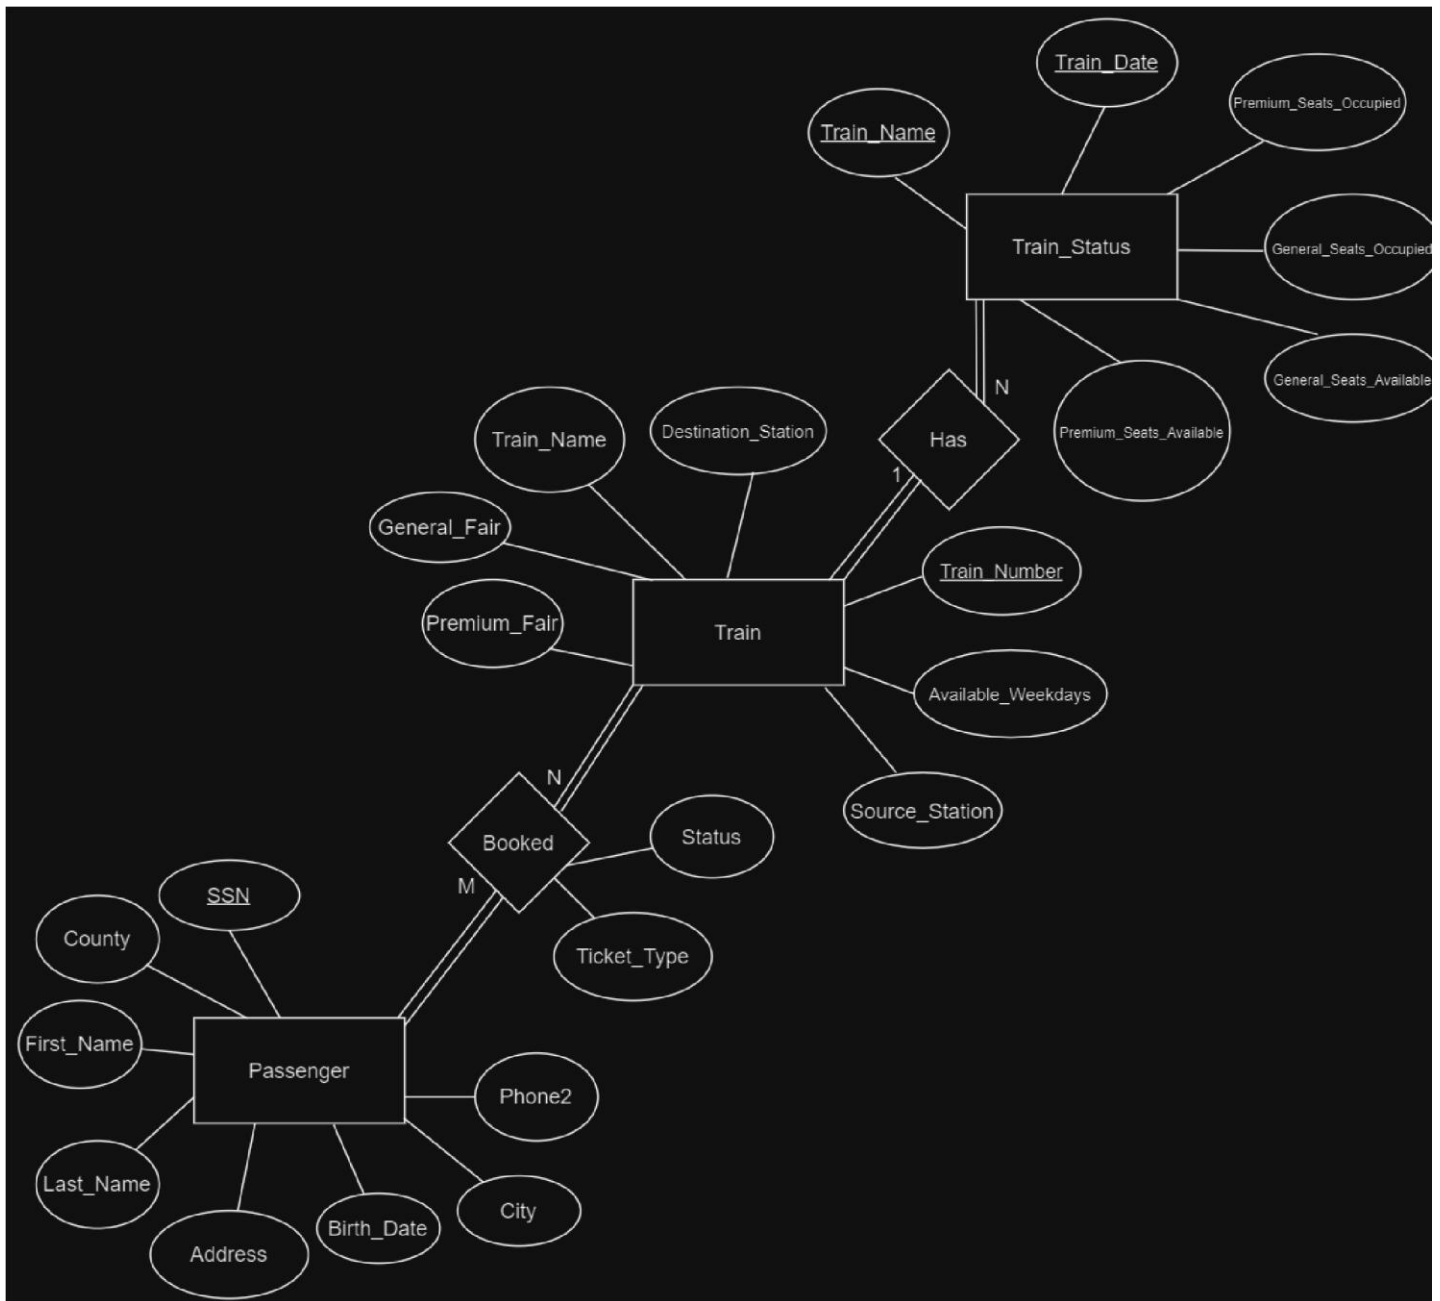 Train_Date
Premium_Seats_Occupied
Train_Name
Train_Status
General_Seats_Occupied
General_Seats_Available
N
Premium_Seats_Available
Has
1
Destination_Station
Train_Name
General_Fair
Train_Number
Premium_Fair
Train
Available_Weekdays
N
Source_Station
Booked
Status
M
SSN
County
Ticket_Type
First_Name
Passenger
Phone2
Last_Name
City
Birth_Date
Address